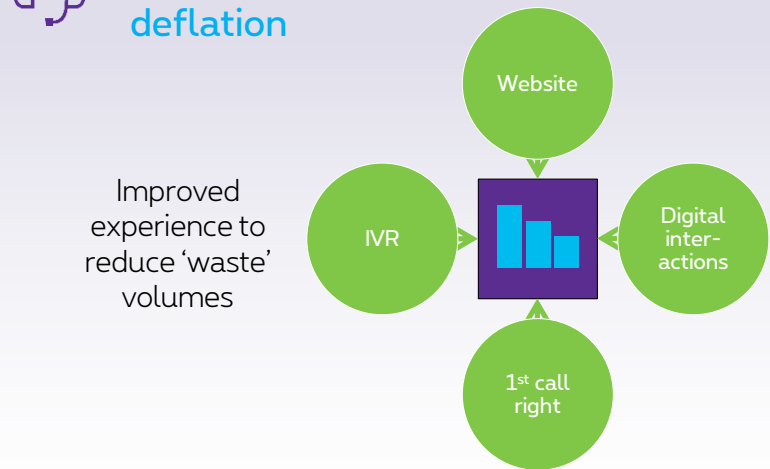 deflation
Website
Improved
experience to
reduce ‘waste’
volumes
IVR
Digital
inter-
actions
1st call
right